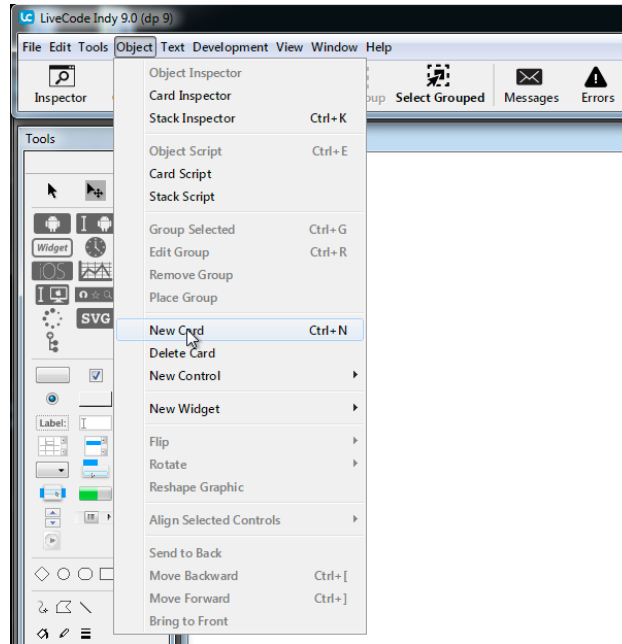 LC LiveCode Indy 9.0 (dp 9)
File Edit Tools Object Text Development View Window Help
Inspector Select Grouped Messages Errors
Tools
Object Inspector
Card Inspector
Stack Inspector Ctrl+K
Object Script Ctrl+E
Card Script
Stack Script
Group Selected Ctrl+G
Edit Group Ctrl+R
Remove Group
Place Group
New Card Ctrl+N
Delete Card
New Control
New Widget
Flip
Rotate
Reshape Graphic
Align Selected Controls
Send to Back
Move Backward Ctrl+[
Move Forward Ctrl+]
Bring to Front
Widget
iOS
SVG
Label: